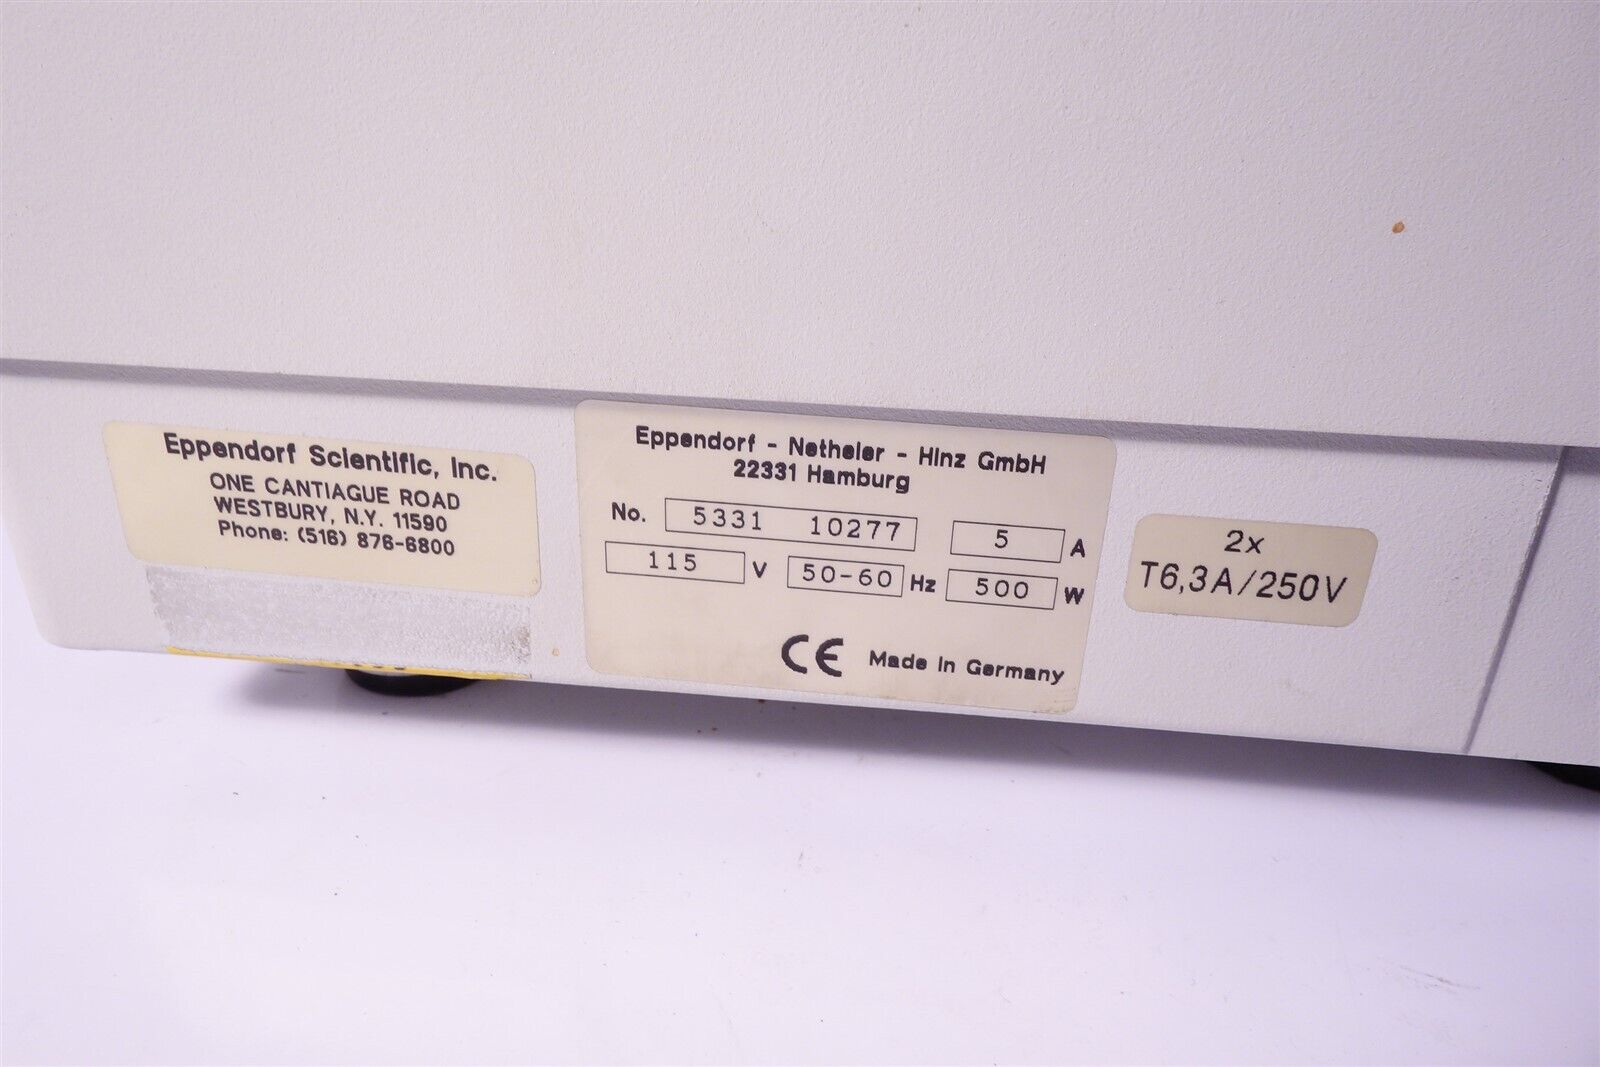 Eppendorf Scientific, Inc.
ONE CANTIAGUE ROAD
WESTBURY, N.Y. 11590
Phone: (516) 876-6800
Eppendorf - Netheler - Hinz GmbH
22331 Hamburg
No. 5331 10277 5 A
115 V 50-60 Hz 500 W
CE Made in Germany
2x
T6,3A/250V